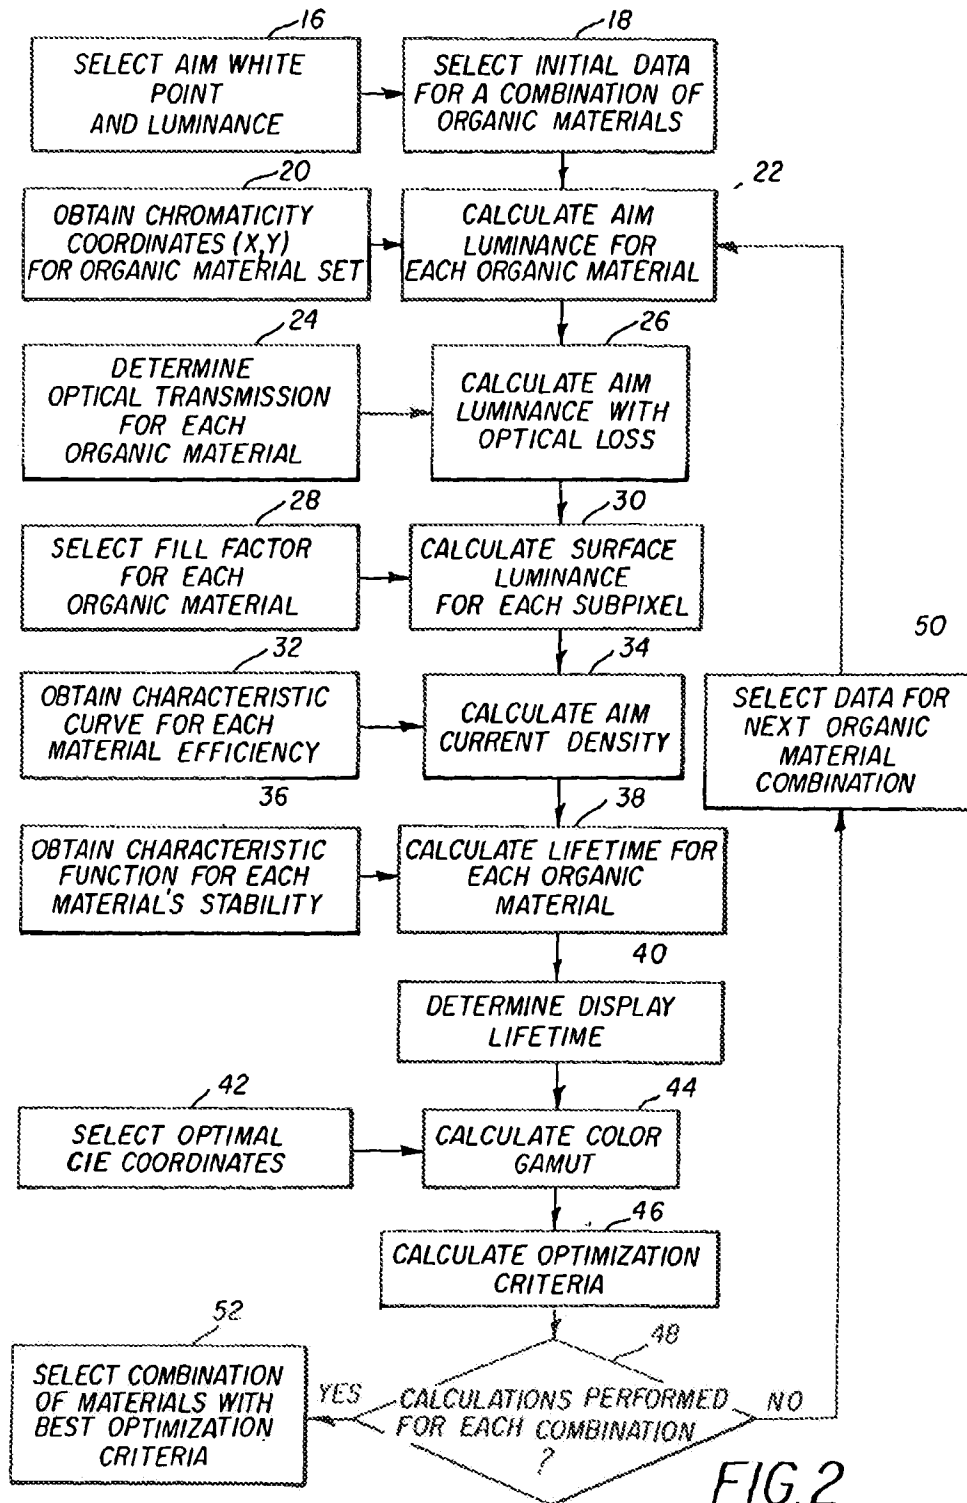 16
SELECT AIM WHITE
POINT
AND LUMINANCE
18
SELECT INITIAL DATA
FOR A COMBINATION OF
ORGANIC MATERIALS
20
OBTAIN CHROMATICITY
COORDINATES (X,Y)
FOR ORGANIC MATERIAL SET
22
CALCULATE AIM
LUMINANCE FOR
EACH ORGANIC MATERIAL
24
DETERMINE
OPTICAL TRANSMISSION
FOR EACH
ORGANIC MATERIAL
26
CALCULATE AIM
LUMINANCE WITH
OPTICAL LOSS
28
SELECT FILL FACTOR
FOR EACH
ORGANIC MATERIAL
30
CALCULATE SURFACE
LUMINANCE
FOR EACH SUBPIXEL
32
OBTAIN CHARACTERISTIC
CURVE FOR EACH
MATERIAL EFFICIENCY
34
CALCULATE AIM
CURRENT DENSITY
50
SELECT DATA FOR
NEXT ORGANIC
MATERIAL
COMBINATION
36
OBTAIN CHARACTERISTIC
FUNCTION FOR EACH
MATERIAL'S STABILITY
38
CALCULATE LIFETIME FOR
EACH ORGANIC
MATERIAL
40
DETERMINE DISPLAY
LIFETIME
42
SELECT OPTIMAL
CIE COORDINATES
44
CALCULATE COLOR
GAMUT
46
CALCULATE OPTIMIZATION
CRITERIA
48
CALCULATIONS PERFORMED
FOR EACH COMBINATION
?
YES
NO
52
SELECT COMBINATION
OF MATERIALS WITH
BEST OPTIMIZATION
CRITERIA
FIG.2